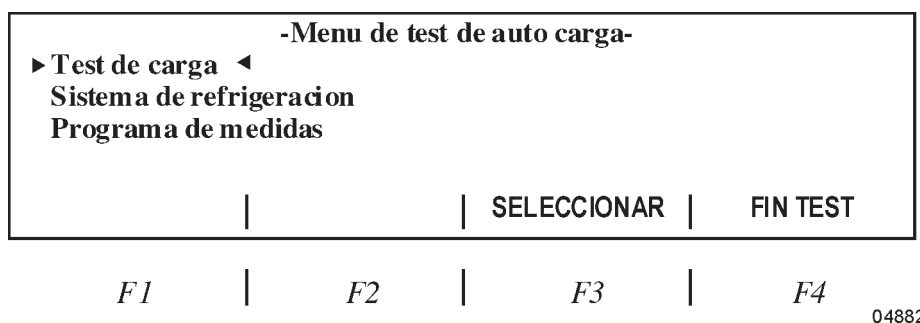 -Menu de test de auto carga-
Test de carga
Sistema de refrigeracion
Programa de medidas
SELECCIONAR FIN TEST
F1 F2 F3 F4
04882